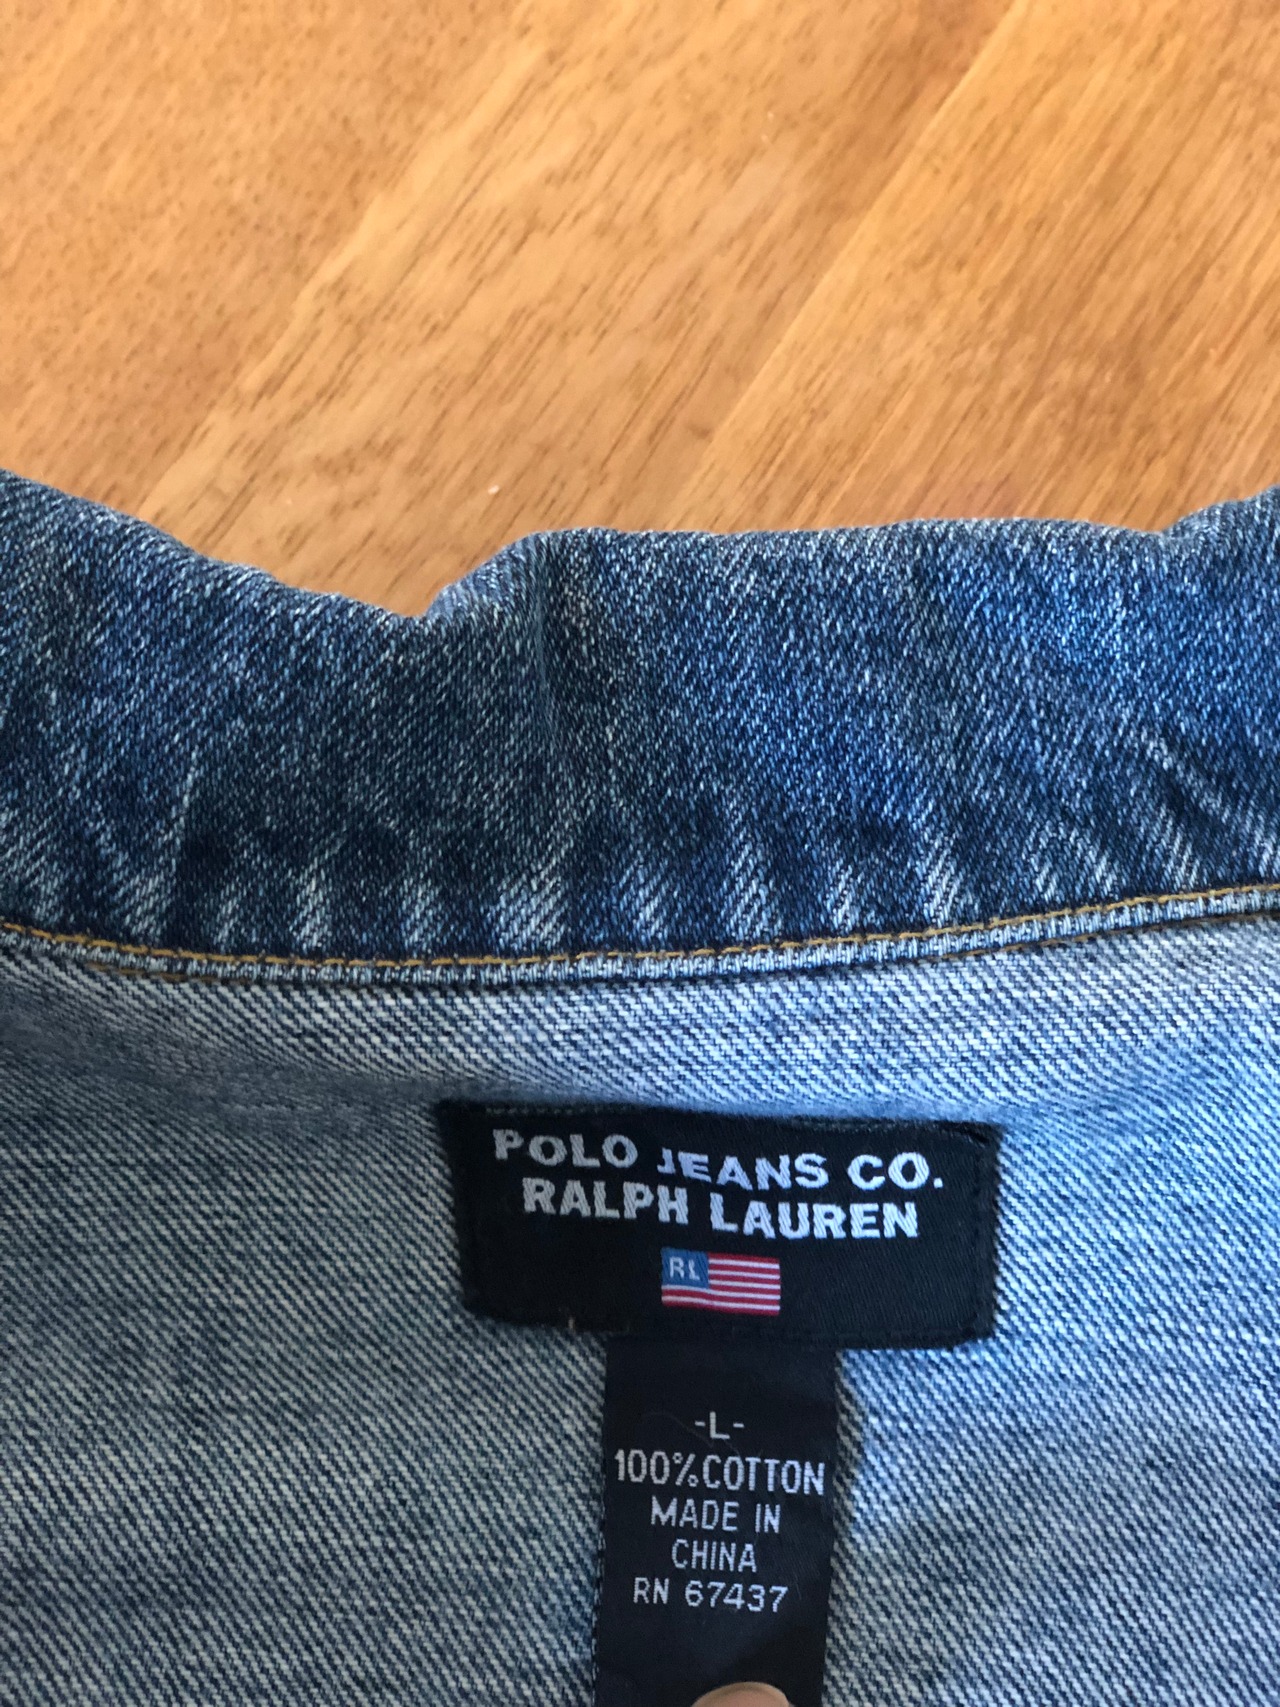 POLO JEANS CO.
RALPH LAUREN
RL
-L-
100% COTTON
MADE IN
CHINA
RN 67437